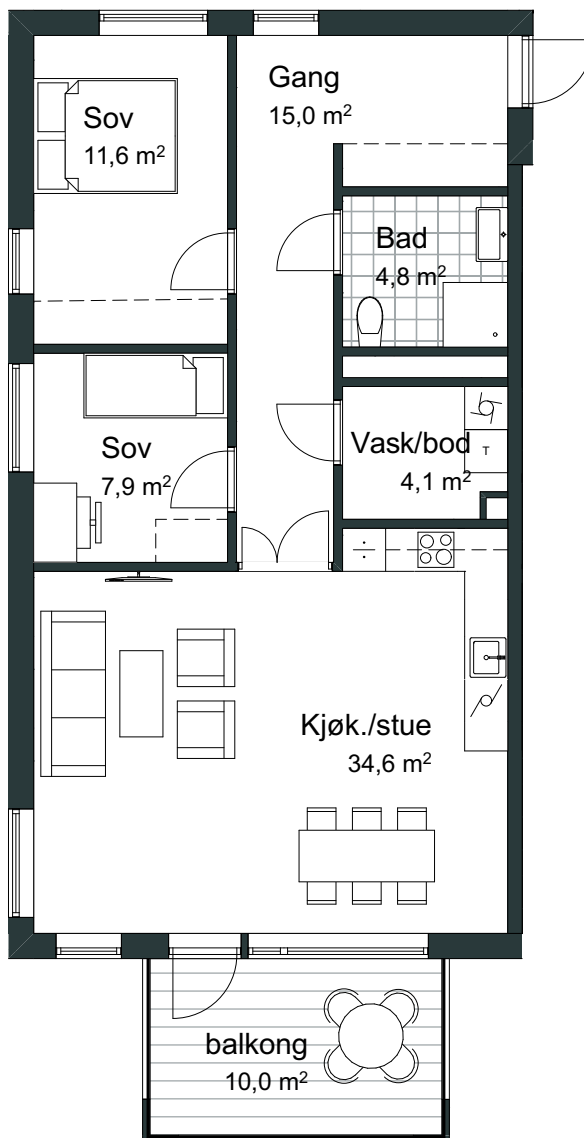 Gang
15,0 m²
Sov
11,6 m²
Bad
4,8 m²
Sov
7,9 m²
Vask/bod
4,1 m²
T
Kjøk./stue
34,6 m²
balkong
10,0 m²